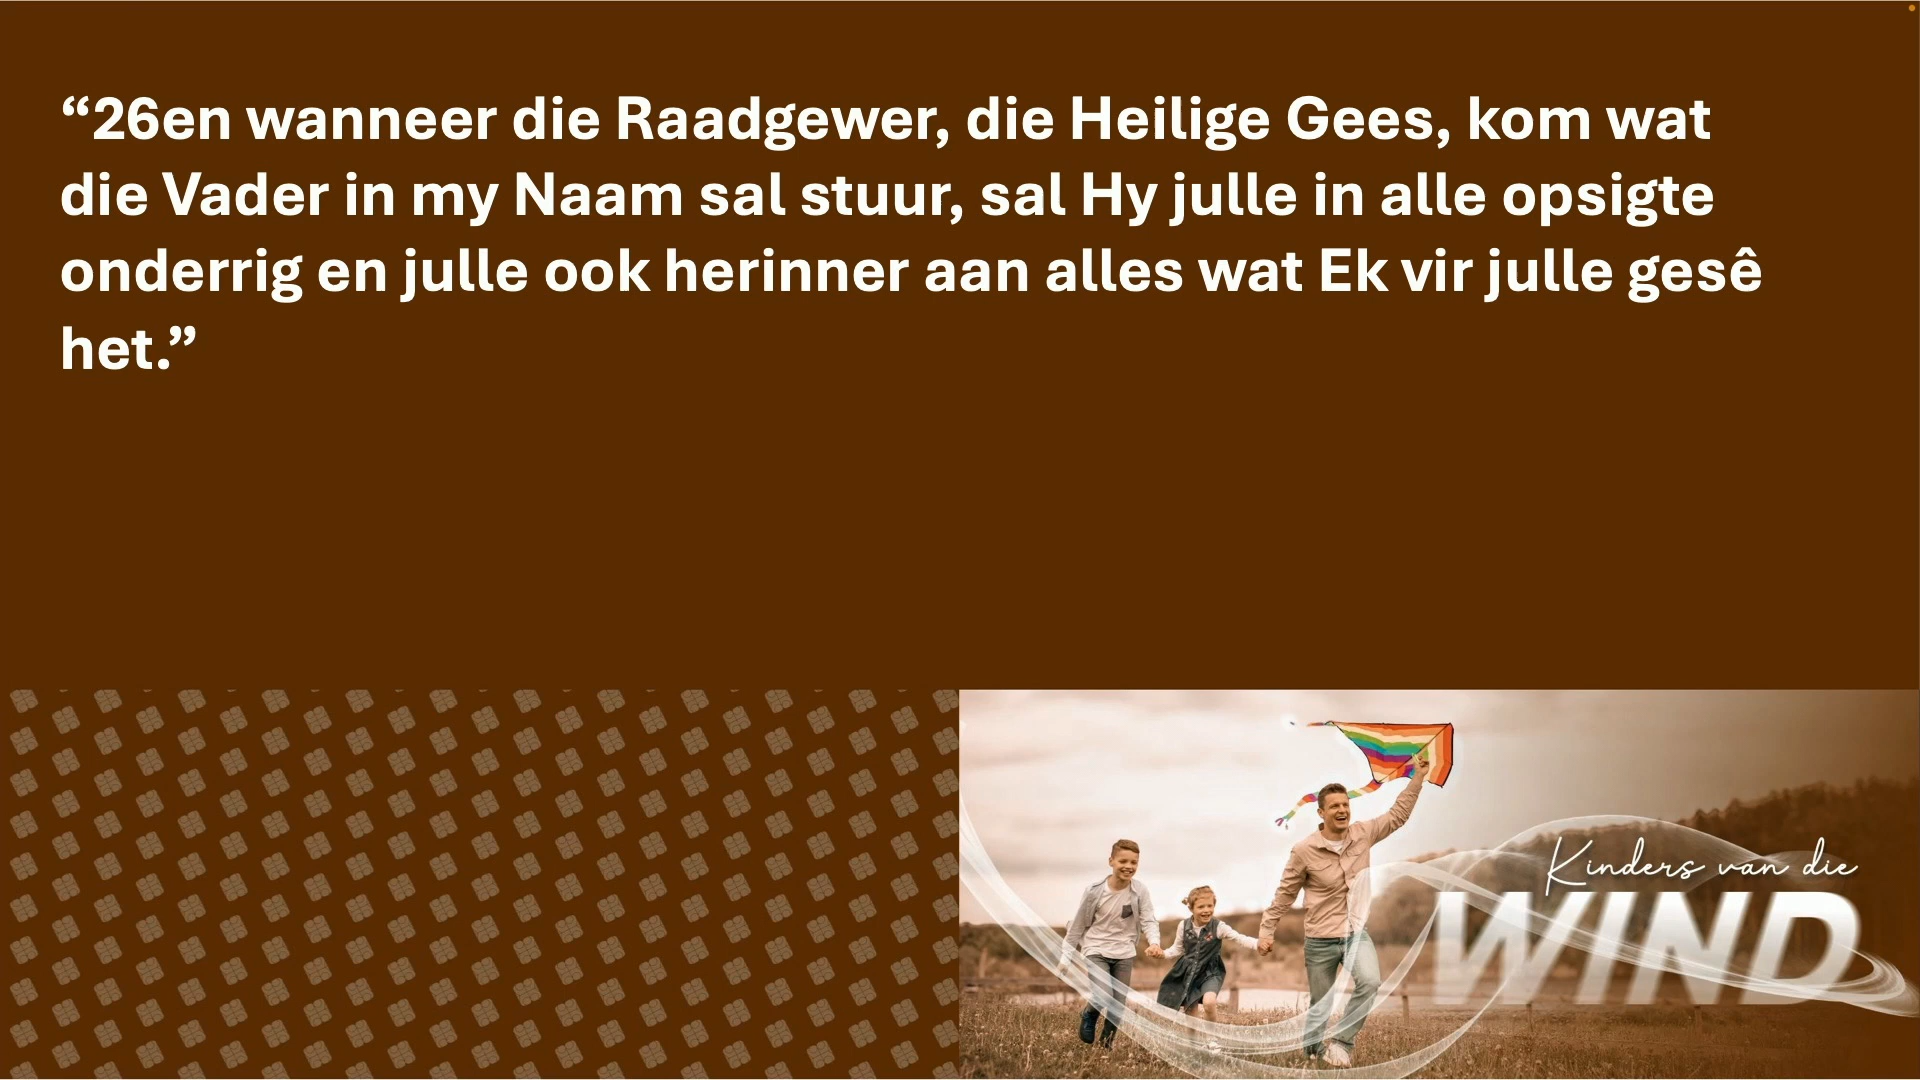 “26en wanneer die Raadgewer, die Heilige Gees, kom wat
die Vader in my Naam sal stuur, sal Hy julle in alle opsigte
onderrig en julle ook herinner aan alles wat Ek vir julle gesê
het.”
Kinders van die
WIND